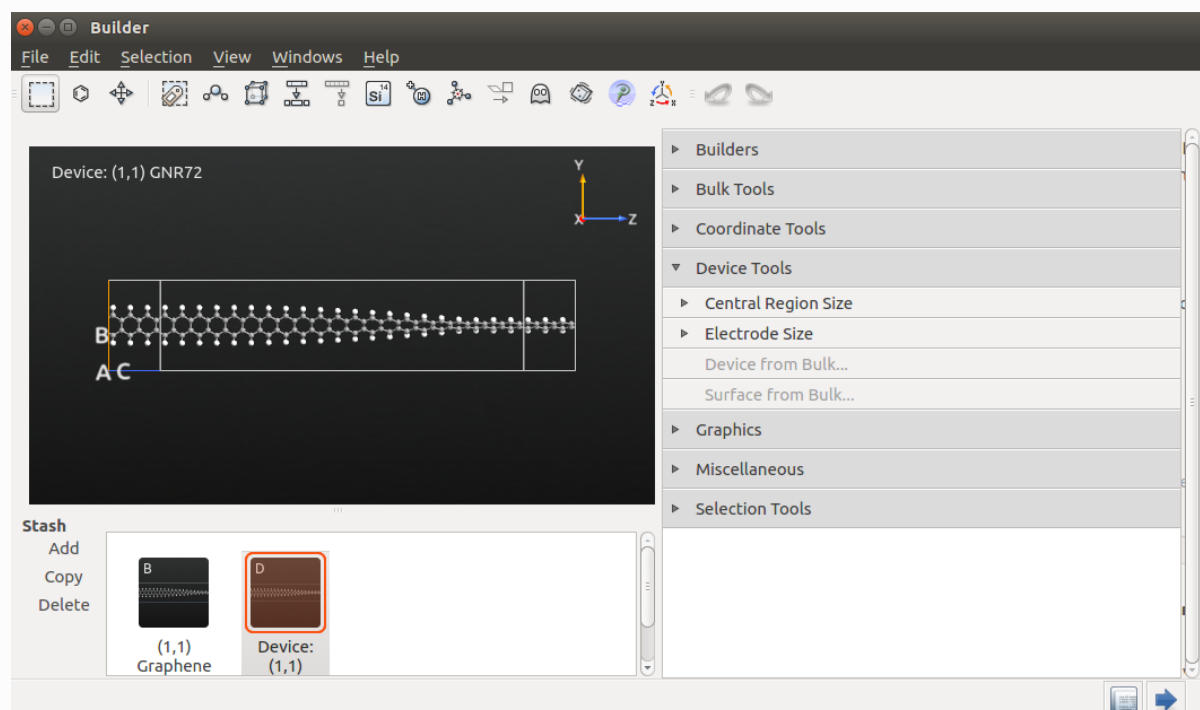 Builder
File Edit Selection View Windows Help
Si 14
Device: (1,1) GNR72
Y
X Z
B
A C
Builders
Bulk Tools
Coordinate Tools
Device Tools
Central Region Size
Electrode Size
Device from Bulk...
Surface from Bulk...
Graphics
Miscellaneous
Selection Tools
Stash
Add
Copy
Delete
B
(1,1)
Graphene
D
Device:
(1,1)